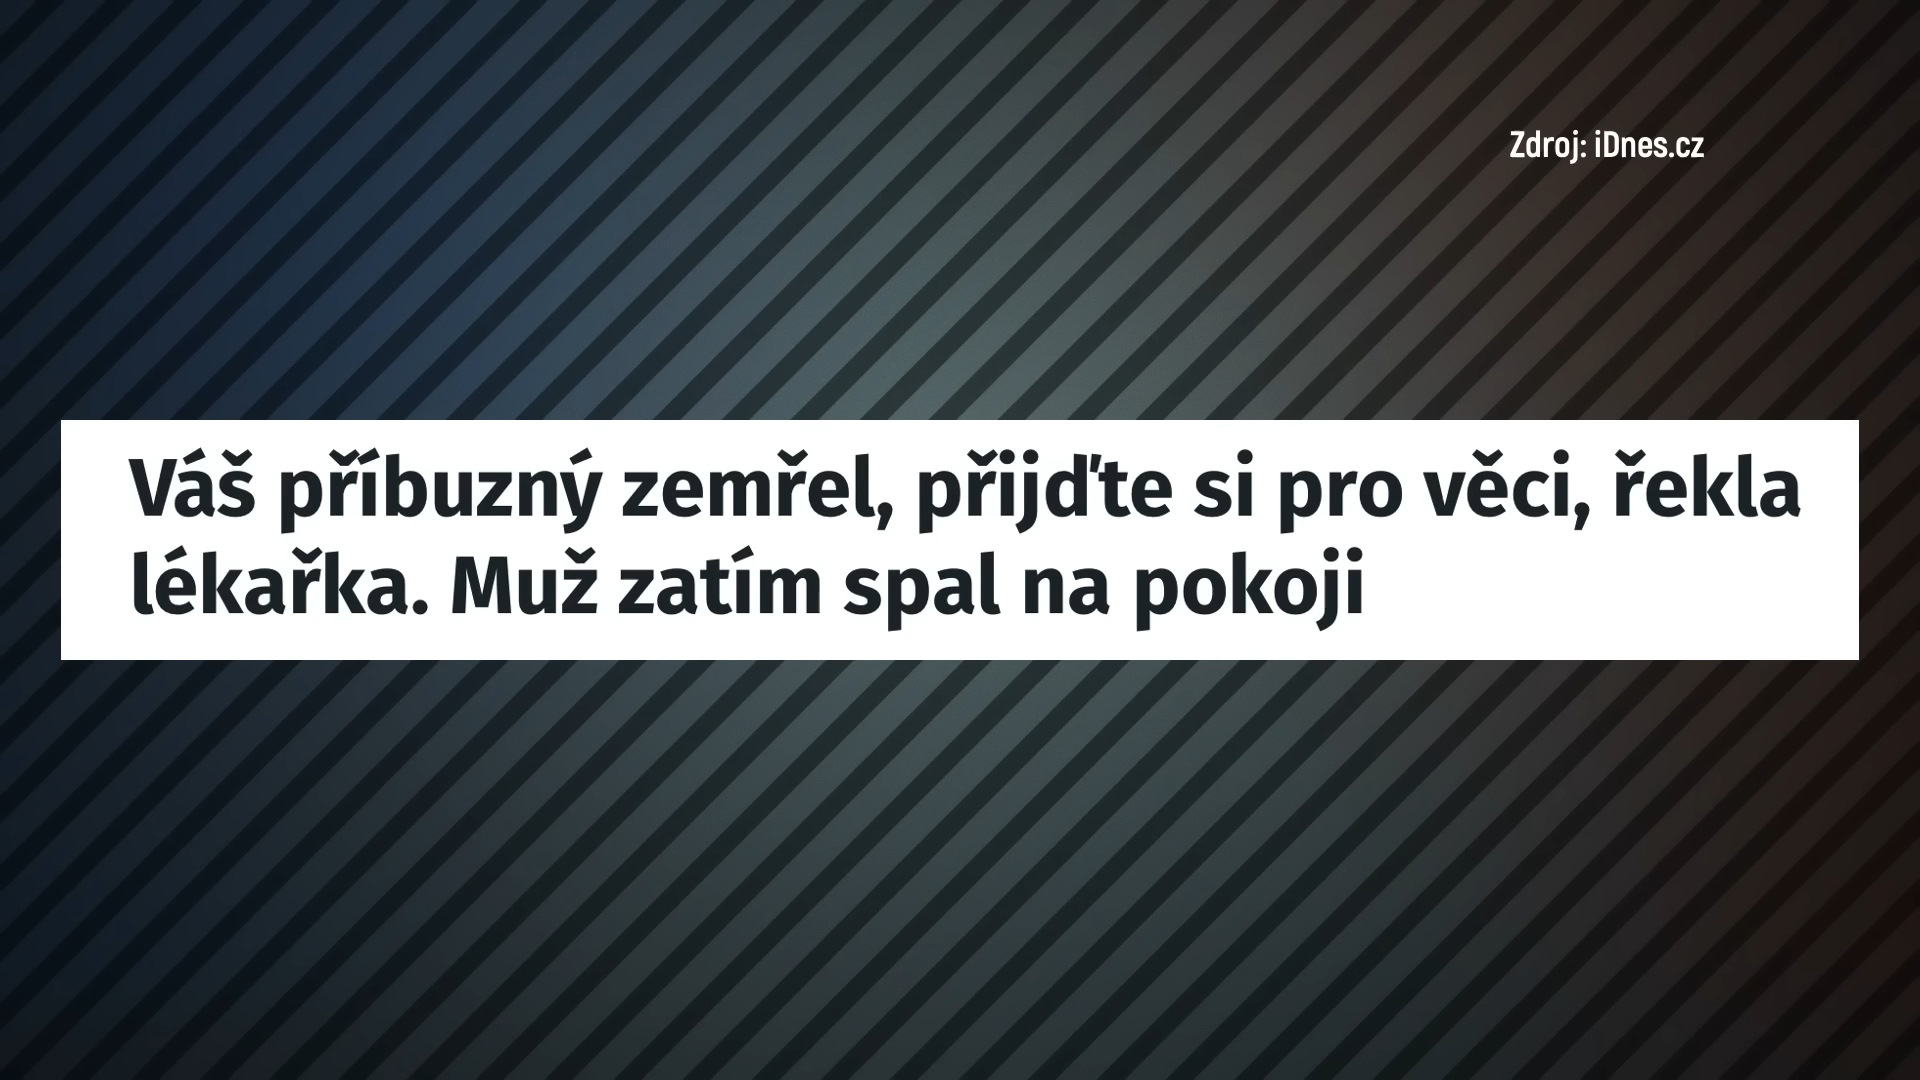 Zdroj: iDnes.cz
Váš příbuzný zemřel, přijďte si pro věci, řekla
lékařka. Muž zatím spal na pokoji